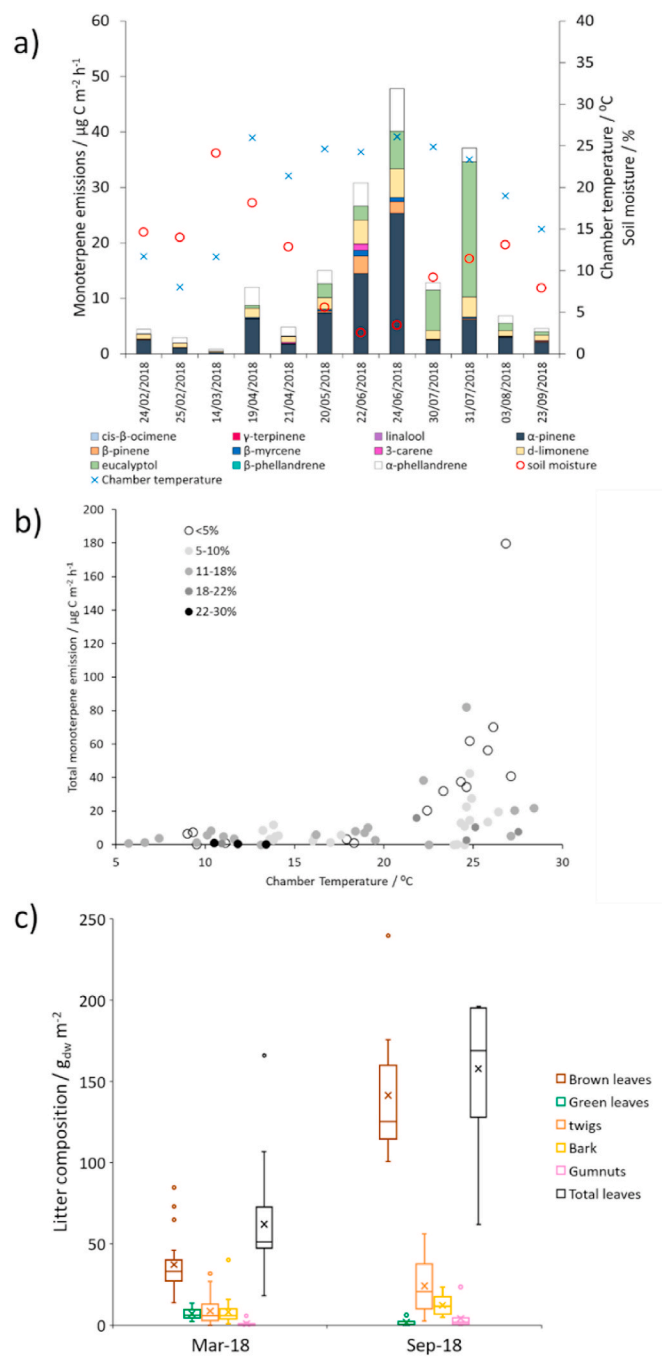 a)
60
50
40
30
20
10
0
Monoterpene emissions / µg C m⁻² h⁻¹
40
35
30
25
20
15
10
5
0
Chamber temperature / ⁰C
Soil moisture / %
24/02/2018
25/02/2018
14/03/2018
19/04/2018
21/04/2018
20/05/2018
22/06/2018
24/06/2018
30/07/2018
31/07/2018
03/08/2018
23/09/2018
cis-β-ocimene γ-terpinene linalool α-pinene
β-pinene β-myrcene 3-carene d-limonene
eucalyptol β-phellandrene α-phellandrene soil moisture
Chamber temperature
b)
200
180
160
140
120
100
80
60
40
20
0
Total monoterpene emission / µg C m⁻² h⁻¹
<5%
5-10%
11-18%
18-22%
22-30%
5 10 15 20 25 30
Chamber Temperature / ⁰C
c)
250
200
150
100
50
0
Litter composition / g_dw m⁻²
Brown leaves
Green leaves
twigs
Bark
Gumnuts
Total leaves
Mar-18 Sep-18